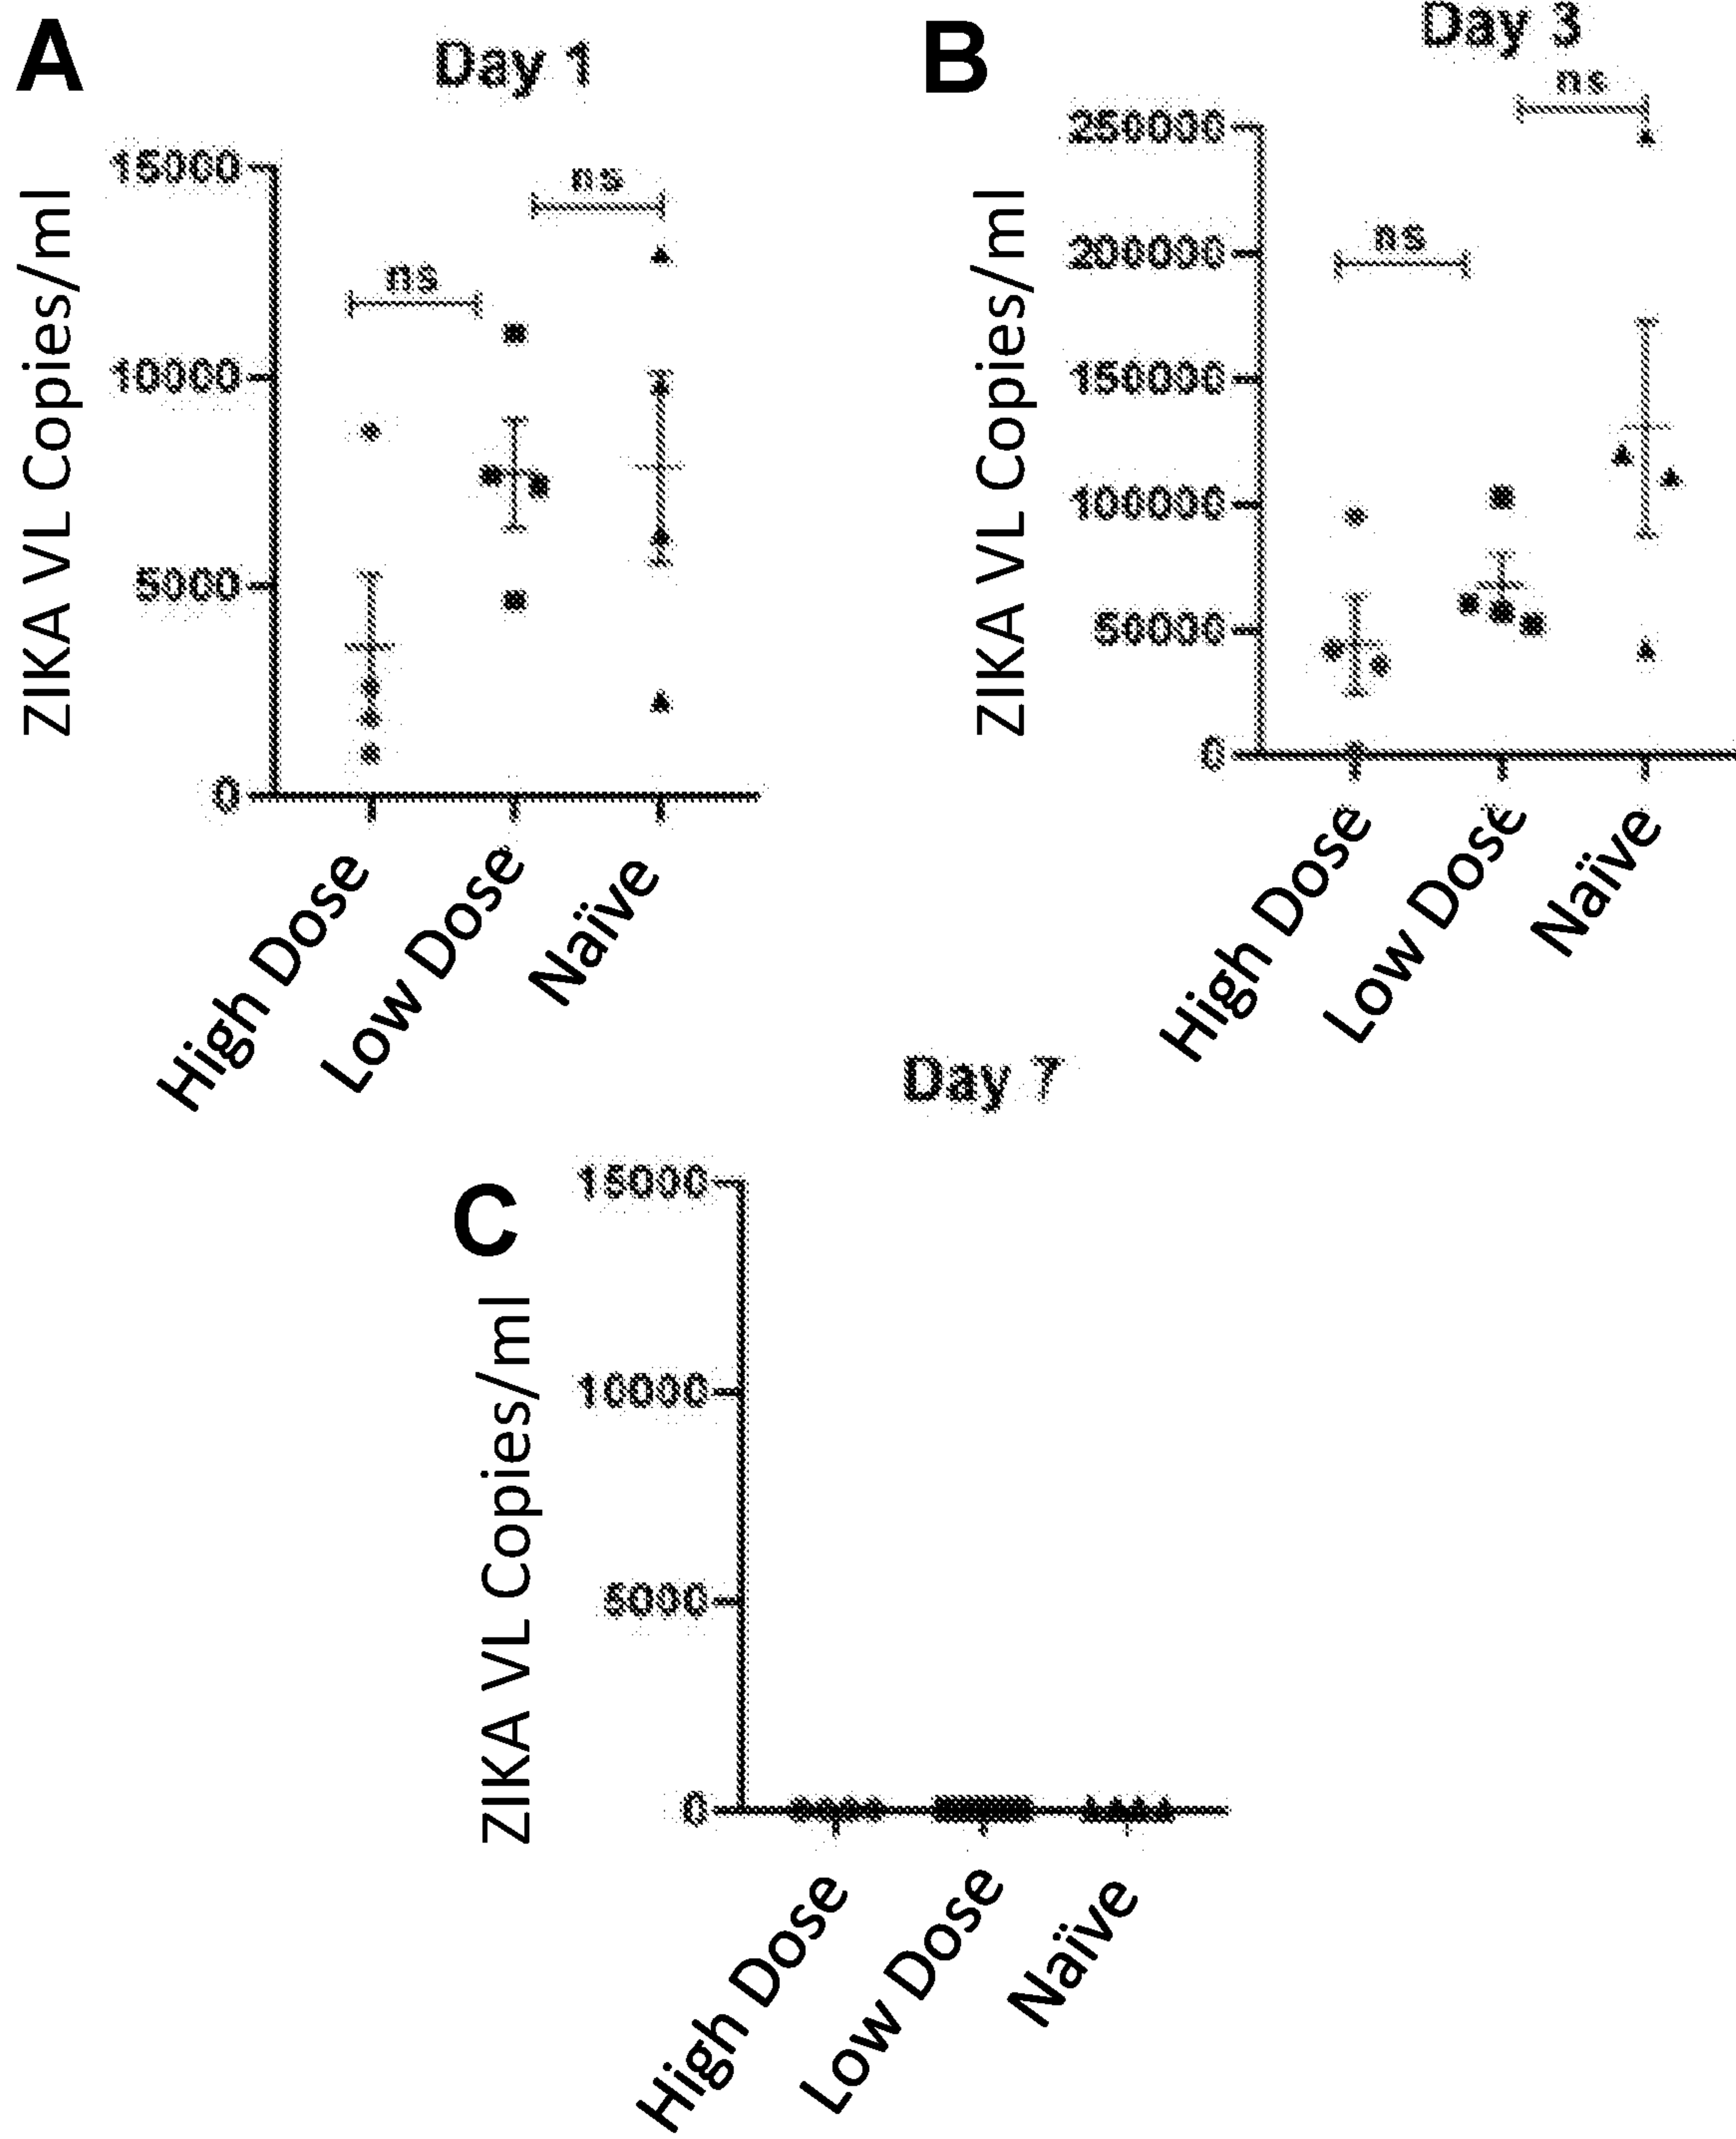 A
Day 1
ZIKA VL Copies/ml
15000
10000
5000
0
ns
ns
High Dose
Low Dose
Naïve
B
Day 3
ZIKA VL Copies/ml
250000
200000
150000
100000
50000
0
ns
ns
High Dose
Low Dose
Naïve
C
Day 7
ZIKA VL Copies/ml
15000
10000
5000
0
High Dose
Low Dose
Naïve